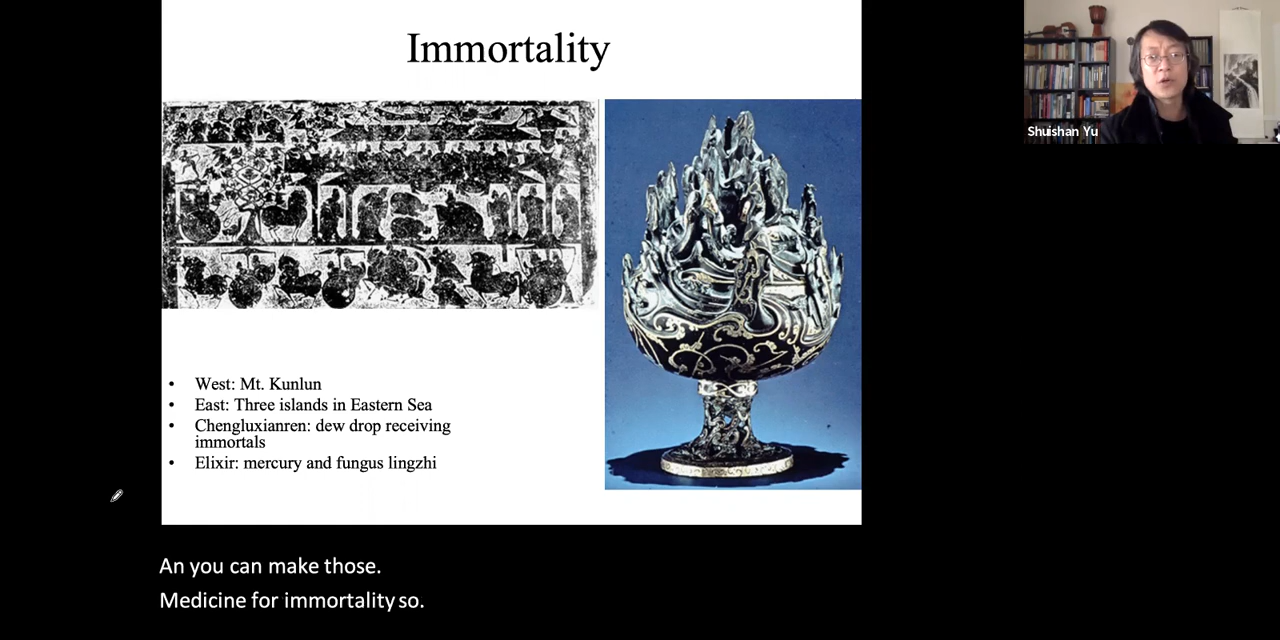 Immortality
Shuishan Yu
• West: Mt. Kunlun
• East: Three islands in Eastern Sea
• Chengluxianren: dew drop receiving
immortals
• Elixir: mercury and fungus lingzhi
An you can make those.
Medicine for immortality so.